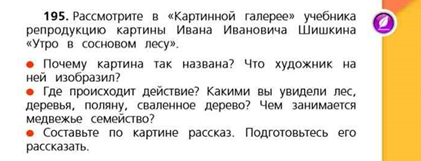 195. Рассмотрите в «Картинной галерее» учебника
репродукцию картины Ивана Ивановича Шишкина
«Утро в сосновом лесу».
● Почему картина так названа? Что художник на
ней изобразил?
● Где происходит действие? Какими вы увидели лес,
деревья, поляну, сваленное дерево? Чем занимается
медвежье семейство?
● Составьте по картине рассказ. Подготовьтесь его
рассказать.